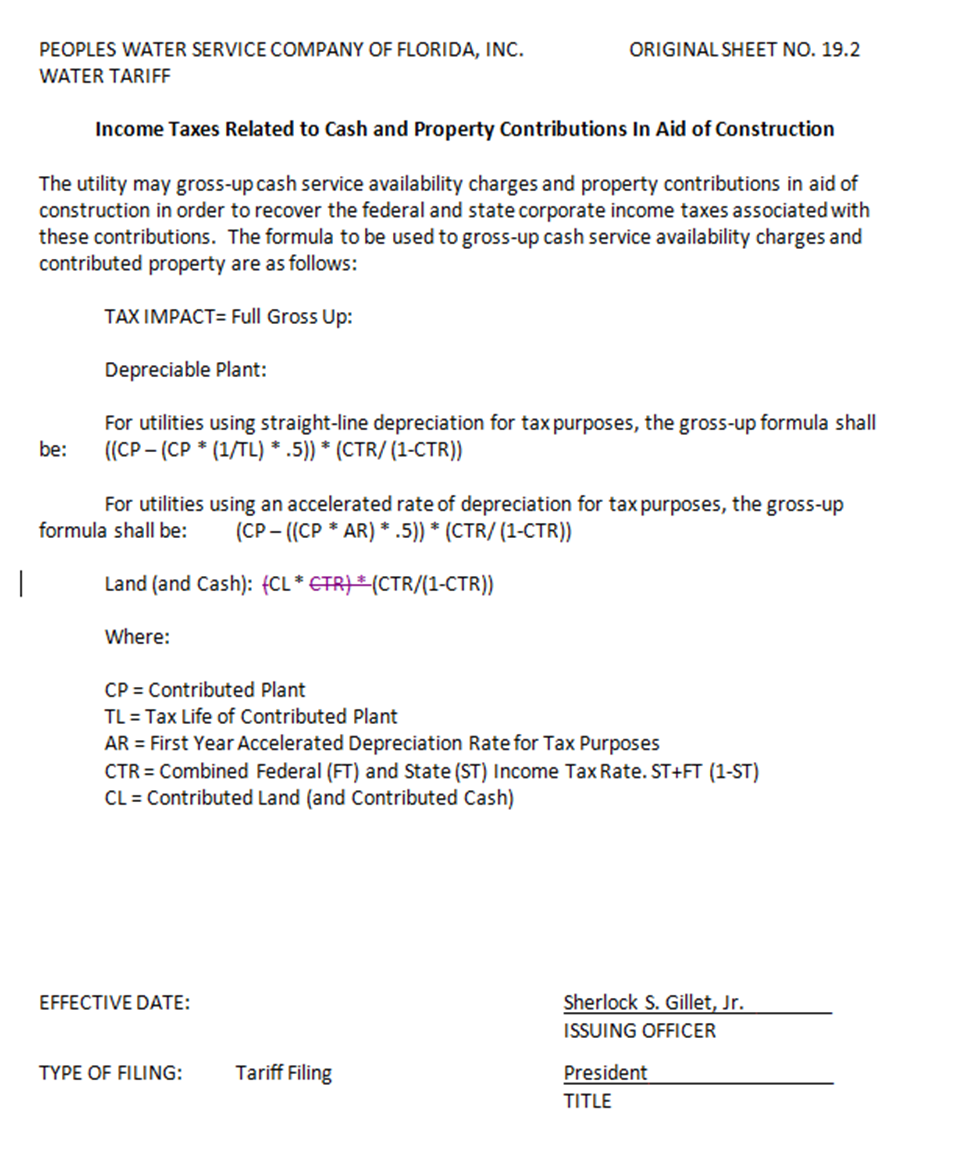 PEOPLES WATER SERVICE COMPANY OF FLORIDA, INC. ORIGINAL SHEET NO. 19.2
WATER TARIFF
Income Taxes Related to Cash and Property Contributions In Aid of Construction
The utility may gross-up cash service availability charges and property contributions in aid of
construction in order to recover the federal and state corporate income taxes associated with
these contributions. The formula to be used to gross-up cash service availability charges and
contributed property are as follows:
TAX IMPACT= Full Gross Up:
Depreciable Plant:
For utilities using straight-line depreciation for tax purposes, the gross-up formula shall
be: ((CP – (CP * (1/TL) * .5)) * (CTR/ (1-CTR))
For utilities using an accelerated rate of depreciation for tax purposes, the gross-up
formula shall be: (CP – ((CP * AR) * .5)) * (CTR/ (1-CTR))
Land (and Cash): (CL * CTR) * (CTR/(1-CTR))
Where:
CP = Contributed Plant
TL = Tax Life of Contributed Plant
AR = First Year Accelerated Depreciation Rate for Tax Purposes
CTR = Combined Federal (FT) and State (ST) Income Tax Rate. ST+FT (1-ST)
CL = Contributed Land (and Contributed Cash)
EFFECTIVE DATE: Sherlock S. Gillet, Jr.
ISSUING OFFICER
TYPE OF FILING: Tariff Filing President
TITLE